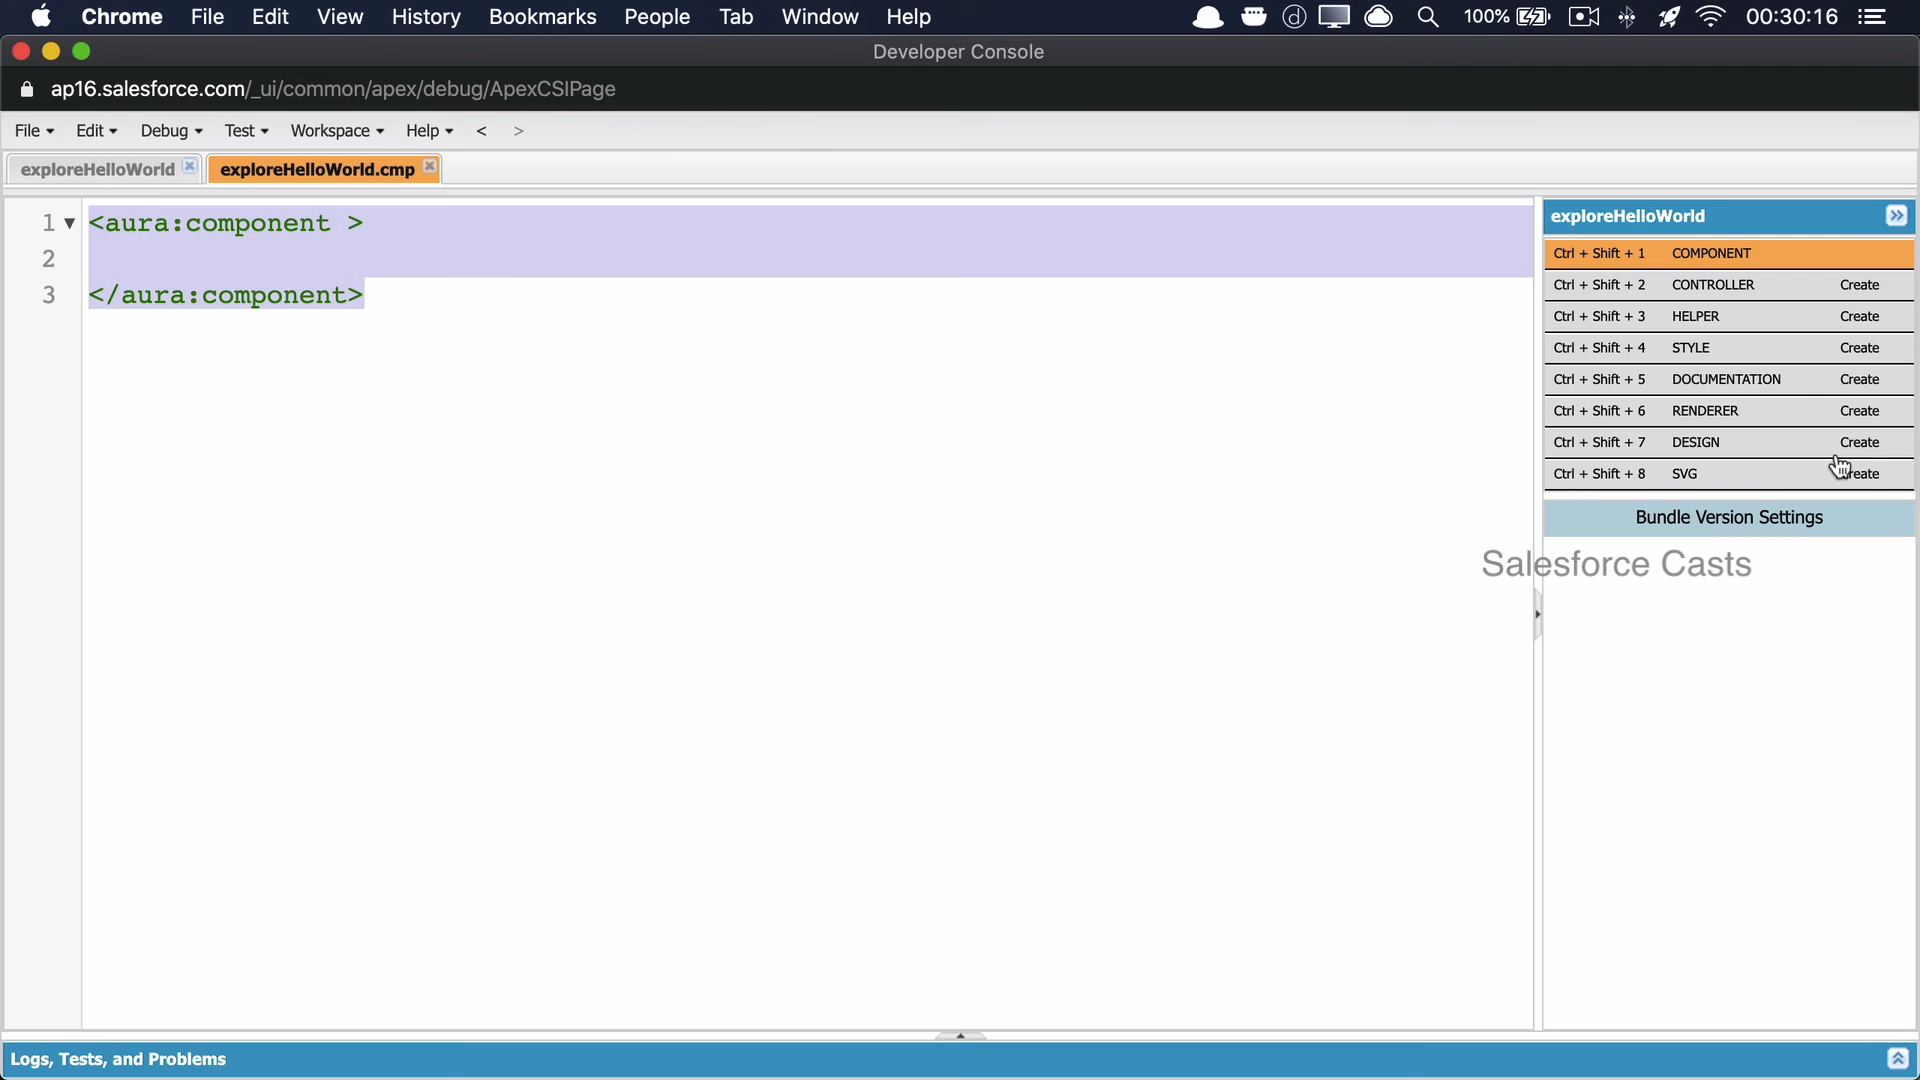 Chrome File Edit View History Bookmarks People Tab Window Help 100% 00:30:16
Developer Console
ap16.salesforce.com/_ui/common/apex/debug/ApexCSIPage
File Edit Debug Test Workspace Help < >
exploreHelloWorld exploreHelloWorld.cmp
1 <aura:component >
2
3 </aura:component>
exploreHelloWorld
Ctrl + Shift + 1 COMPONENT
Ctrl + Shift + 2 CONTROLLER Create
Ctrl + Shift + 3 HELPER Create
Ctrl + Shift + 4 STYLE Create
Ctrl + Shift + 5 DOCUMENTATION Create
Ctrl + Shift + 6 RENDERER Create
Ctrl + Shift + 7 DESIGN Create
Ctrl + Shift + 8 SVG Create
Bundle Version Settings
Salesforce Casts
Logs, Tests, and Problems